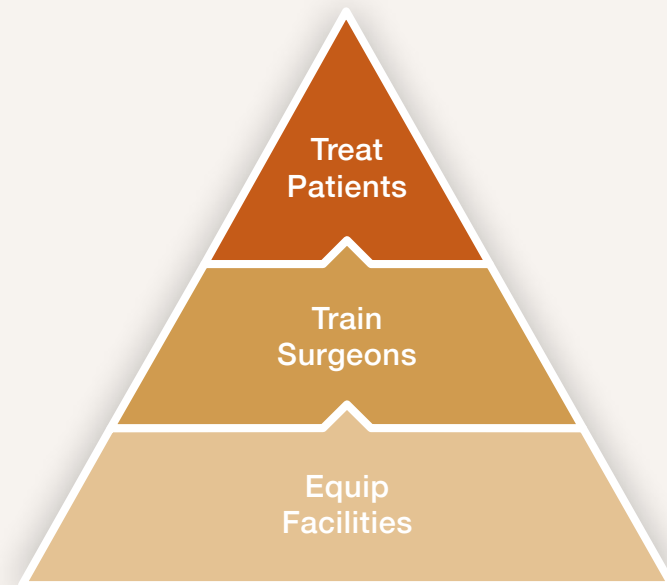 Treat
Patients
Train
Surgeons
Equip
Facilities